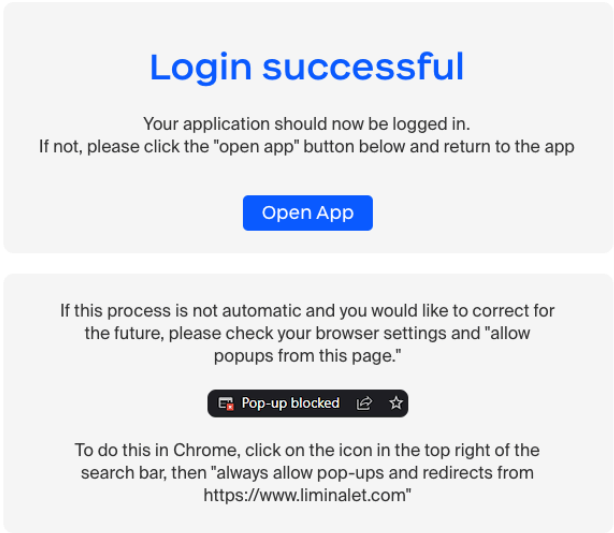 Login successful
Your application should now be logged in.
If not, please click the "open app" button below and return to the app
Open App
If this process is not automatic and you would like to correct for
the future, please check your browser settings and "allow
popups from this page."
Pop-up blocked
To do this in Chrome, click on the icon in the top right of the
search bar, then "always allow pop-ups and redirects from
https://www.liminalet.com"